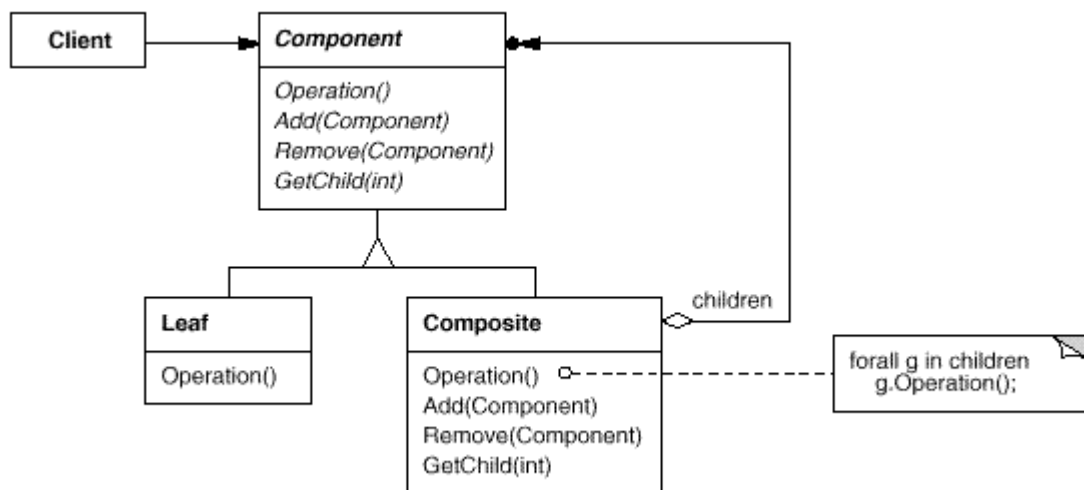 Client
Component
Operation()
Add(Component)
Remove(Component)
GetChild(int)
children
Leaf
Operation()
Composite
Operation()
Add(Component)
Remove(Component)
GetChild(int)
forall g in children
g.Operation();